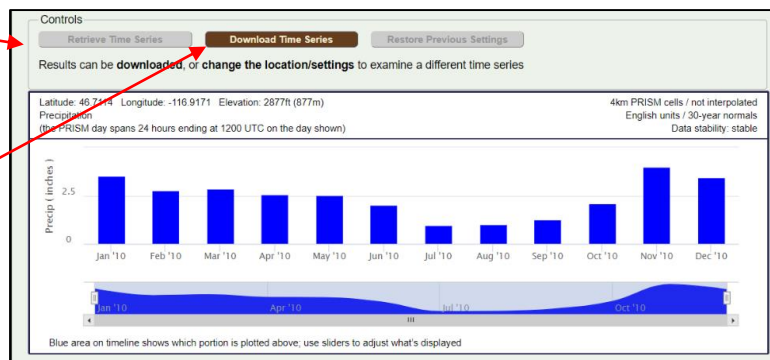 Controls
Retrieve Time Series Download Time Series Restore Previous Settings
Results can be downloaded, or change the location/settings to examine a different time series
Latitude: 46.7114 Longitude: -116.9171 Elevation: 2877ft (877m) 4km PRISM cells / not interpolated
Precipitation English units / 30-year normals
(the PRISM day spans 24 hours ending at 1200 UTC on the day shown) Data stability: stable
Precip ( inches )
2.5
0
Jan '10 Feb '10 Mar '10 Apr '10 May '10 Jun '10 Jul '10 Aug '10 Sep '10 Oct '10 Nov '10 Dec '10
Jan '10 Apr '10 Jul '10 Oct '10
Blue area on timeline shows which portion is plotted above; use sliders to adjust what's displayed